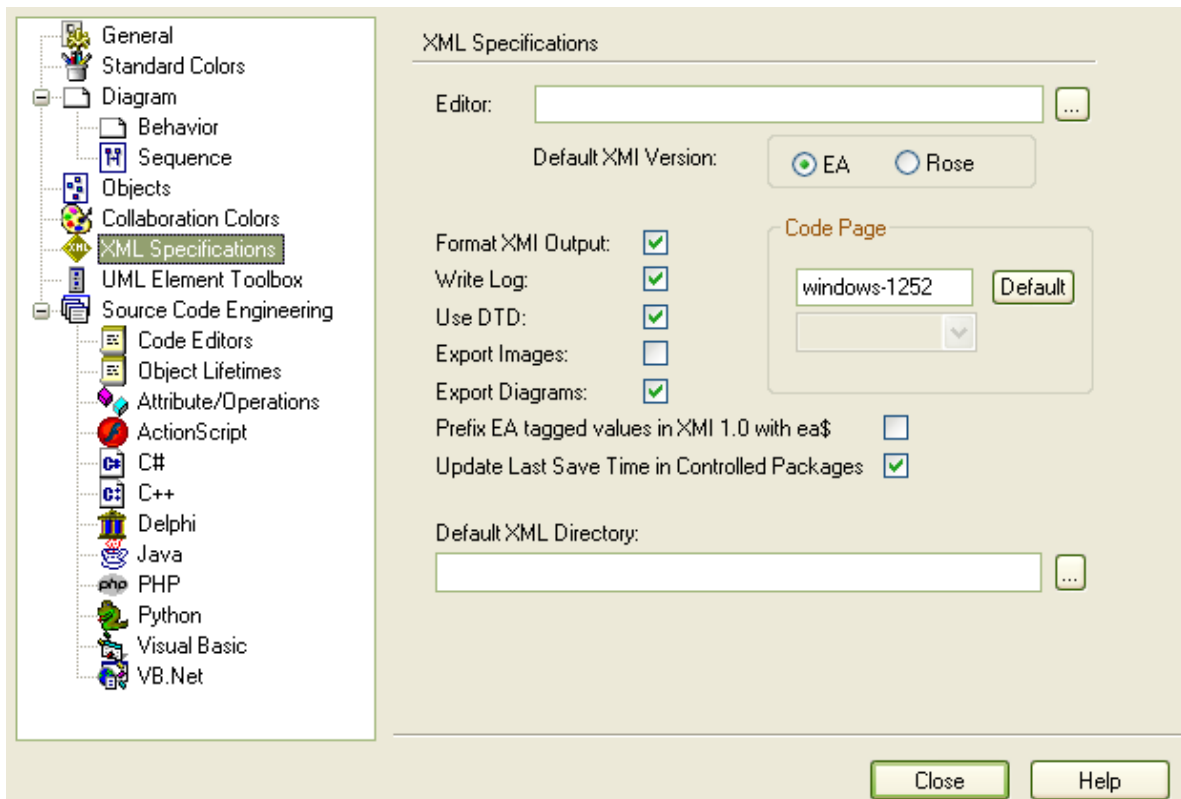 General
Standard Colors
Diagram
Behavior
Sequence
Objects
Collaboration Colors
XML Specifications
UML Element Toolbox
Source Code Engineering
Code Editors
Object Lifetimes
Attribute/Operations
ActionScript
C#
C++
Delphi
Java
PHP
Python
Visual Basic
VB.Net
XML Specifications
Editor:
...
Default XMI Version:
EA
Rose
Format XMI Output:
Write Log:
Use DTD:
Export Images:
Export Diagrams:
Code Page
windows-1252
Default
Prefix EA tagged values in XMI 1.0 with ea$
Update Last Save Time in Controlled Packages
Default XML Directory:
...
Close
Help